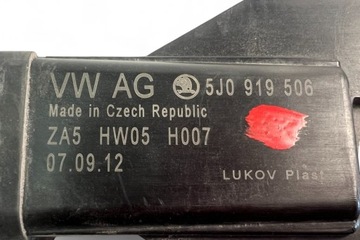 VW AG 5J0 919 506
Made in Czech Republic
ZA5 HW05 H007
07.09.12
LUKOV Plast